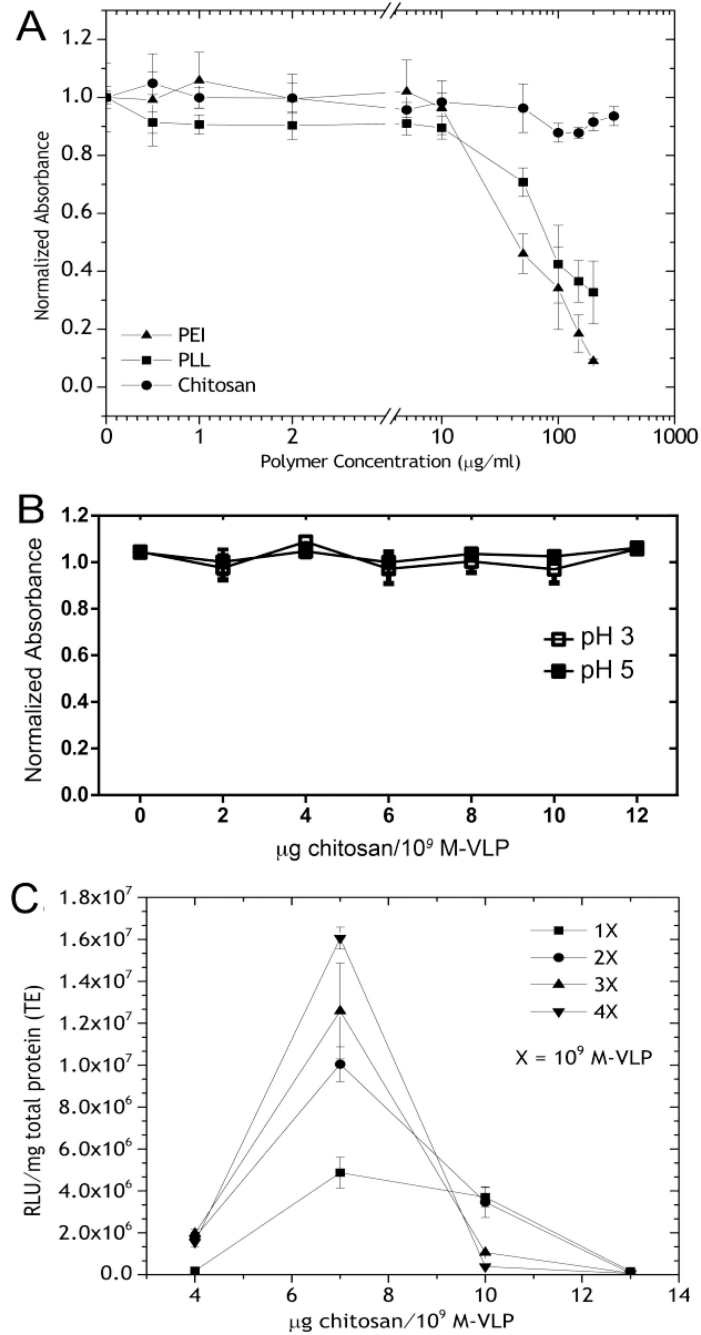 A
1.2
1.0
0.8
0.6
0.4
0.2
0.0
Normalized Absorbance
PEI
PLL
Chitosan
0 1 2 10 100 1000
Polymer Concentration (μg/ml)
B
1.2
1.0
0.8
0.6
0.4
0.2
0.0
Normalized Absorbance
pH 3
pH 5
0 2 4 6 8 10 12
μg chitosan/10⁹ M-VLP
C
1.8x10⁷
1.6x10⁷
1.4x10⁷
1.2x10⁷
1.0x10⁷
8.0x10⁶
6.0x10⁶
4.0x10⁶
2.0x10⁶
0.0
RLU/mg total protein (TE)
1X
2X
3X
4X
X = 10⁹ M-VLP
4 6 8 10 12 14
μg chitosan/10⁹ M-VLP